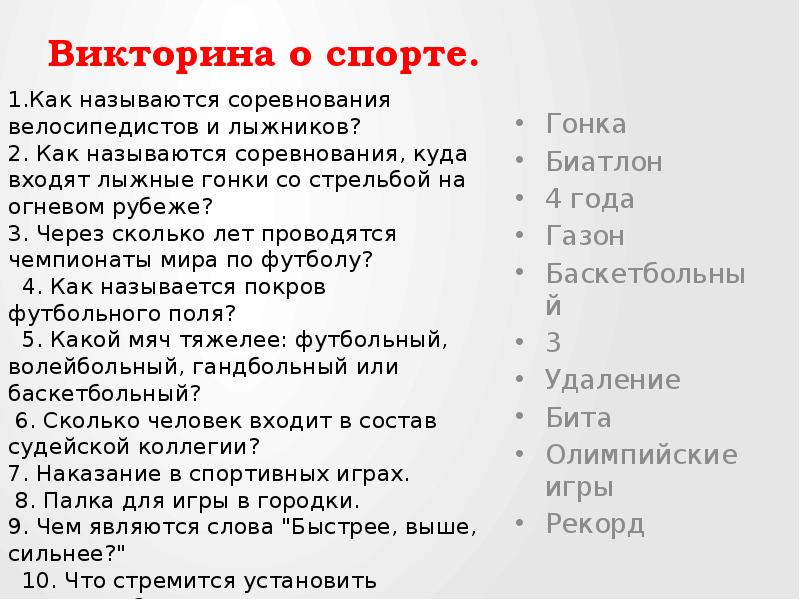 Викторина о спорте.
1.Как называются соревнования
велосипедистов и лыжников?
2. Как называются соревнования, куда
входят лыжные гонки со стрельбой на
огневом рубеже?
3. Через сколько лет проводятся
чемпионаты мира по футболу?
4. Как называется покров
футбольного поля?
5. Какой мяч тяжелее: футбольный,
волейбольный, гандбольный или
баскетбольный?
6. Сколько человек входит в состав
судейской коллегии?
7. Наказание в спортивных играх.
8. Палка для игры в городки.
9. Чем являются слова "Быстрее, выше,
сильнее?"
10. Что стремится установить
• Гонка
• Биатлон
• 4 года
• Газон
• Баскетбольны
й
• 3
• Удаление
• Бита
• Олимпийские
игры
• Рекорд